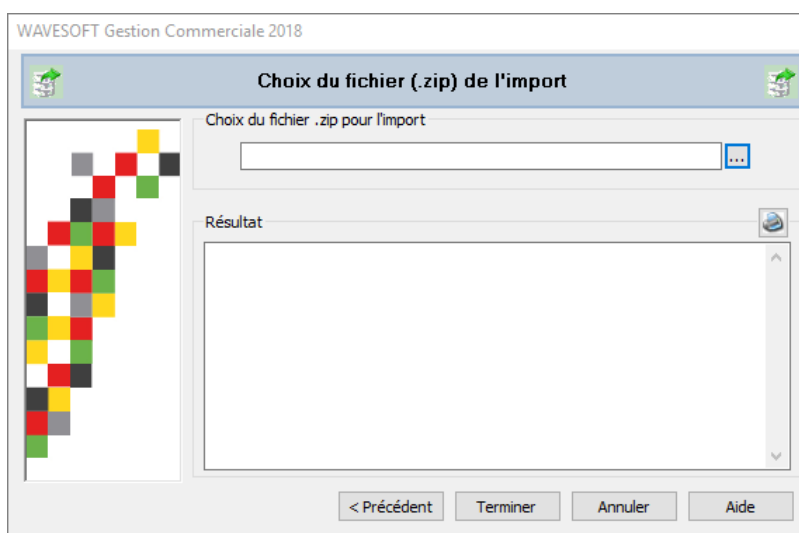 WAVESOFT Gestion Commerciale 2018
Choix du fichier (.zip) de l'import
Choix du fichier .zip pour l'import
...
Résultat
< Précédent Terminer Annuler Aide